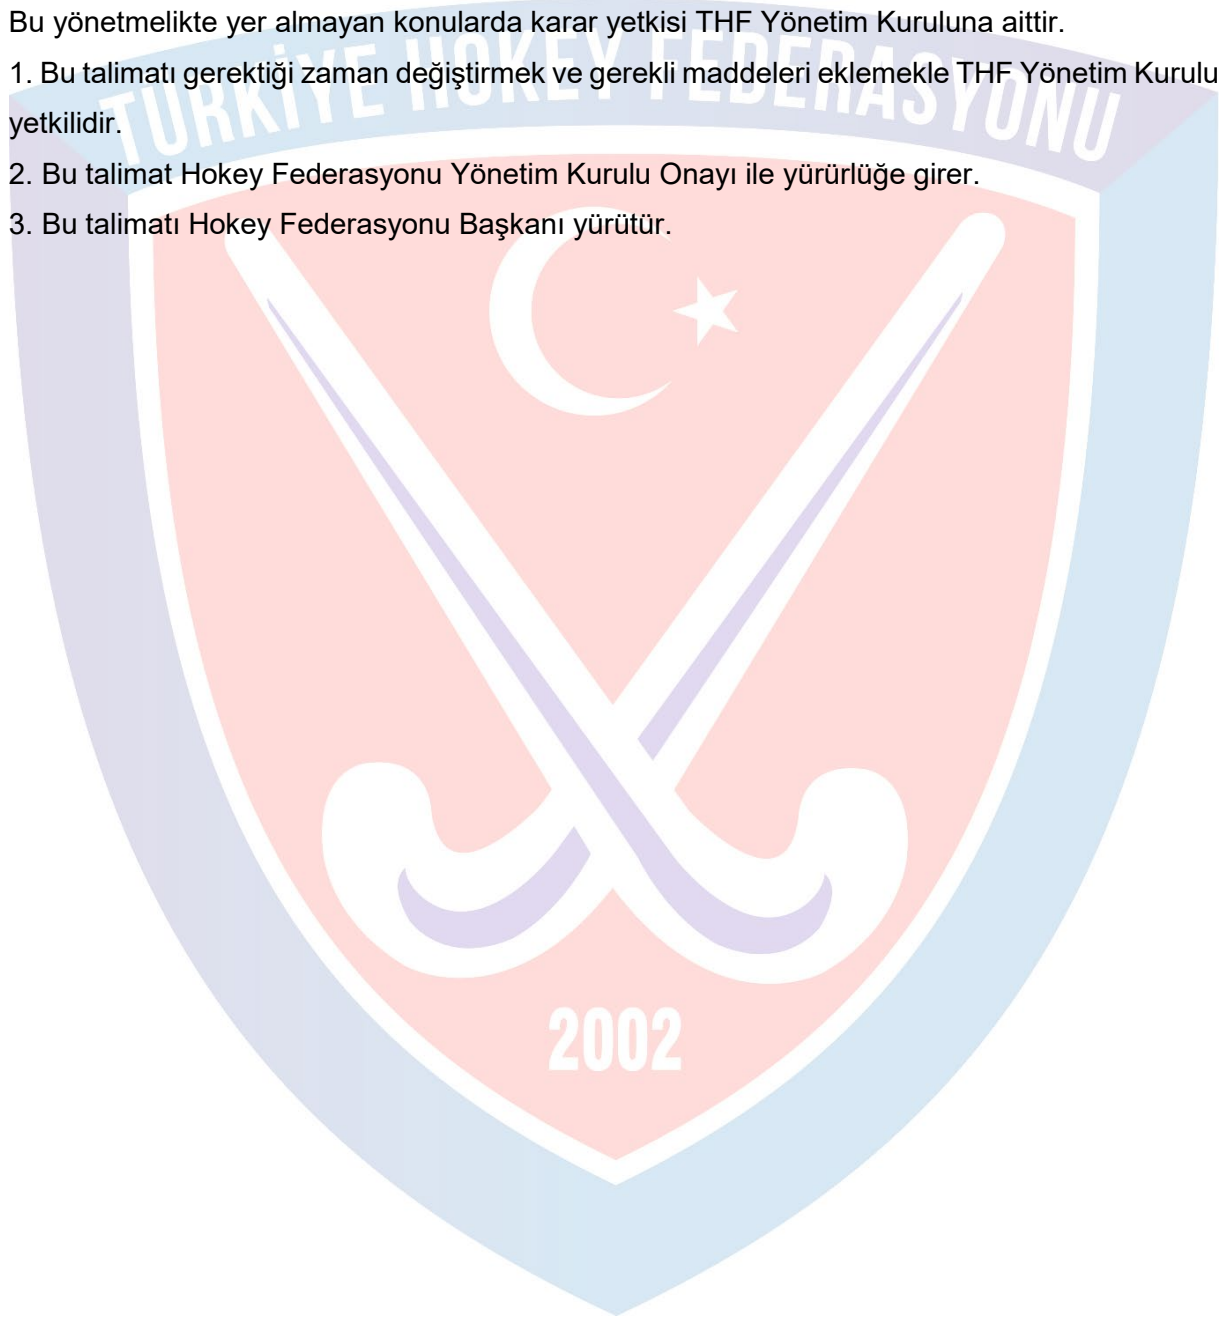 Bu yönetmelikte yer almayan konularda karar yetkisi THF Yönetim Kuruluna aittir.
TÜRKİYE HOKEY FEDERASYONU
1. Bu talimatı gerektiği zaman değiştirmek ve gerekli maddeleri eklemekle THF Yönetim Kurulu
yetkilidir.
2. Bu talimat Hokey Federasyonu Yönetim Kurulu Onayı ile yürürlüğe girer.
3. Bu talimatı Hokey Federasyonu Başkanı yürütür.
2002